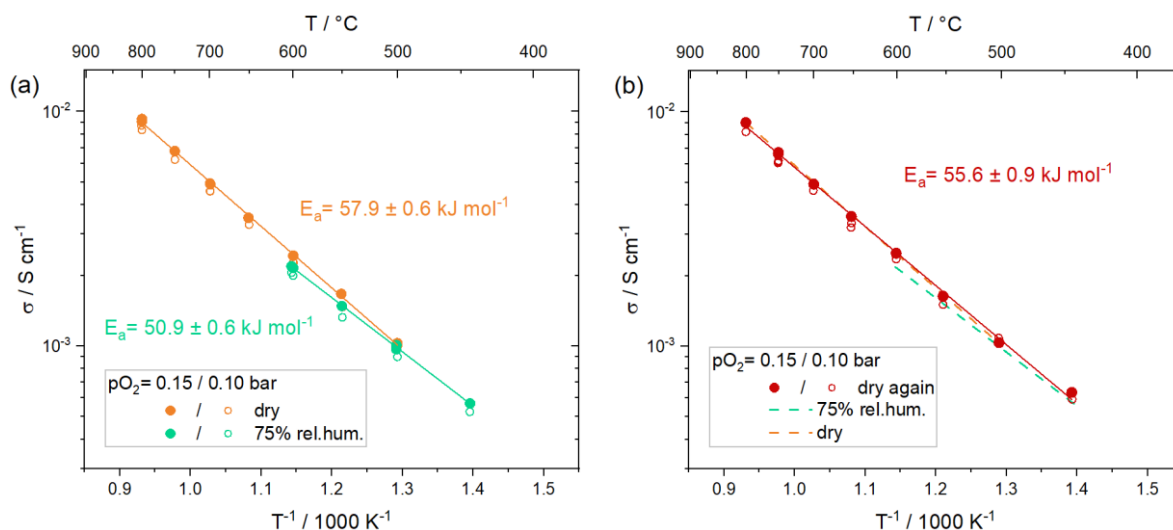 T / °C
900 800 700 600 500 400
(a)
10⁻²
Eₐ= 57.9 ± 0.6 kJ mol⁻¹
σ / S cm⁻¹
Eₐ= 50.9 ± 0.6 kJ mol⁻¹
10⁻³
pO₂= 0.15 / 0.10 bar
/ dry
/ 75% rel.hum.
0.9 1.0 1.1 1.2 1.3 1.4 1.5
T⁻¹ / 1000 K⁻¹
T / °C
900 800 700 600 500 400
(b)
10⁻²
Eₐ= 55.6 ± 0.9 kJ mol⁻¹
σ / S cm⁻¹
10⁻³
pO₂= 0.15 / 0.10 bar
/ dry again
75% rel.hum.
dry
0.9 1.0 1.1 1.2 1.3 1.4 1.5
T⁻¹ / 1000 K⁻¹